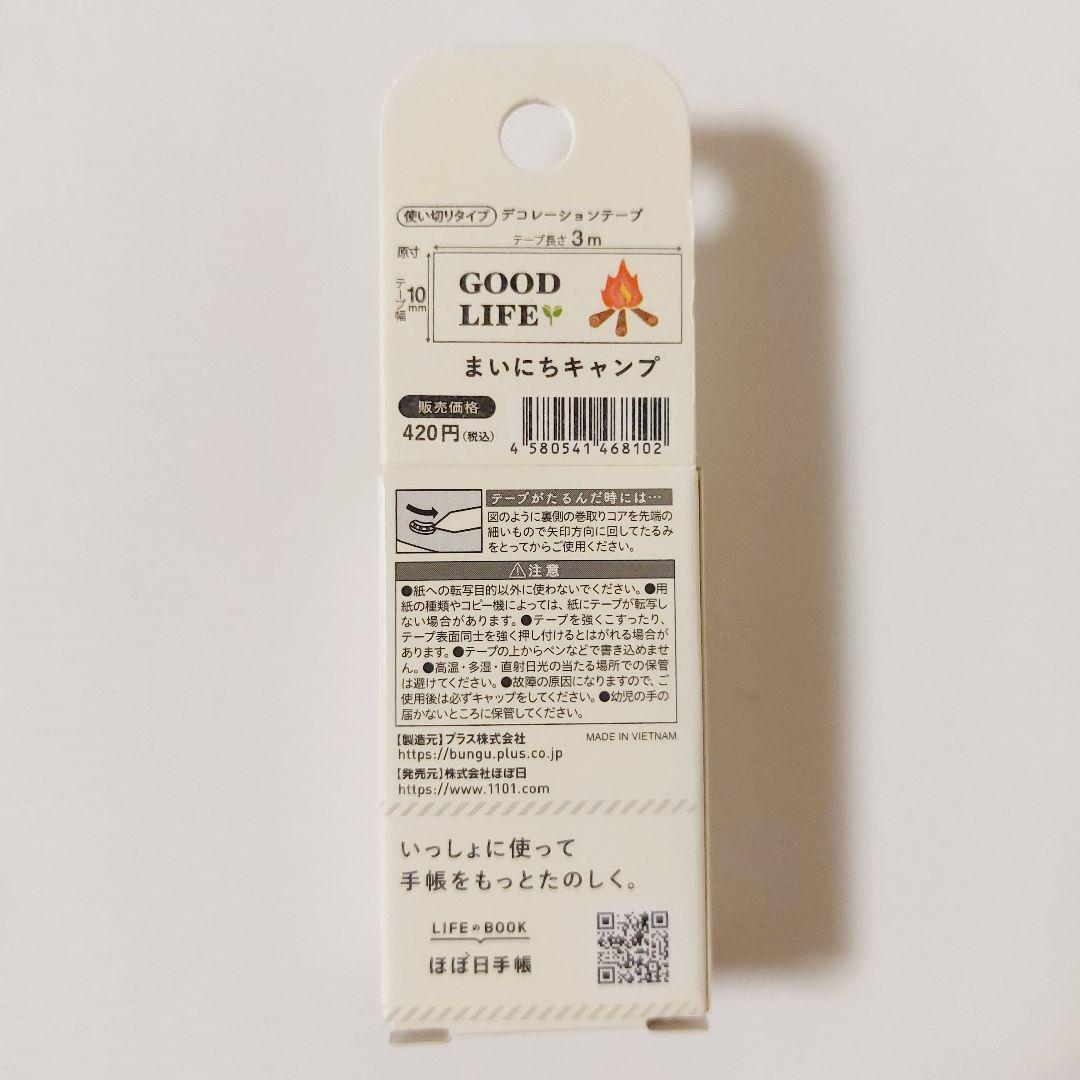 使い切りタイプ デコレーションテープ
テープ長さ 3m
原寸
テープ幅 10mm
GOOD
LIFE
まいにちキャンプ
販売価格
420円(税込)
4 580541 468102
テープがたるんだ時には…
図のように裏側の巻取りコアを先端の
細いもので矢印方向に回してたるみ
をとってからご使用ください。
⚠注意
●紙への転写目的以外に使わないでください。●用
紙の種類やコピー機によっては、紙にテープが転写し
ない場合があります。●テープを強くこすったり、
テープ表面同士を強く押し付けるとはがれる場合が
あります。●テープの上からペンなどで書き込めませ
ん。●高温・多湿・直射日光の当たる場所での保管
は避けてください。●故障の原因になりますので、ご
使用後は必ずキャップをしてください。●幼児の手の
届かないところに保管してください。
【製造元】プラス株式会社 MADE IN VIETNAM
https://bungu.plus.co.jp
【発売元】株式会社ほぼ日
https://www.1101.com
いっしょに使って
手帳をもっとたのしく。
LIFEのBOOK
ほぼ日手帳